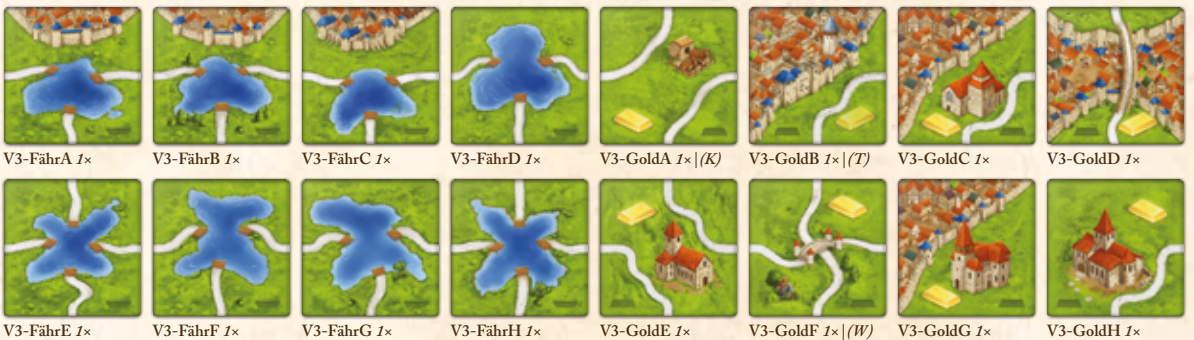 V3-FährA 1× V3-FährB 1× V3-FährC 1× V3-FährD 1× V3-GoldA 1×|(K) V3-GoldB 1×|(T) V3-GoldC 1× V3-GoldD 1×
V3-FährE 1× V3-FährF 1× V3-FährG 1× V3-FährH 1× V3-GoldE 1× V3-GoldF 1×|(W) V3-GoldG 1× V3-GoldH 1×